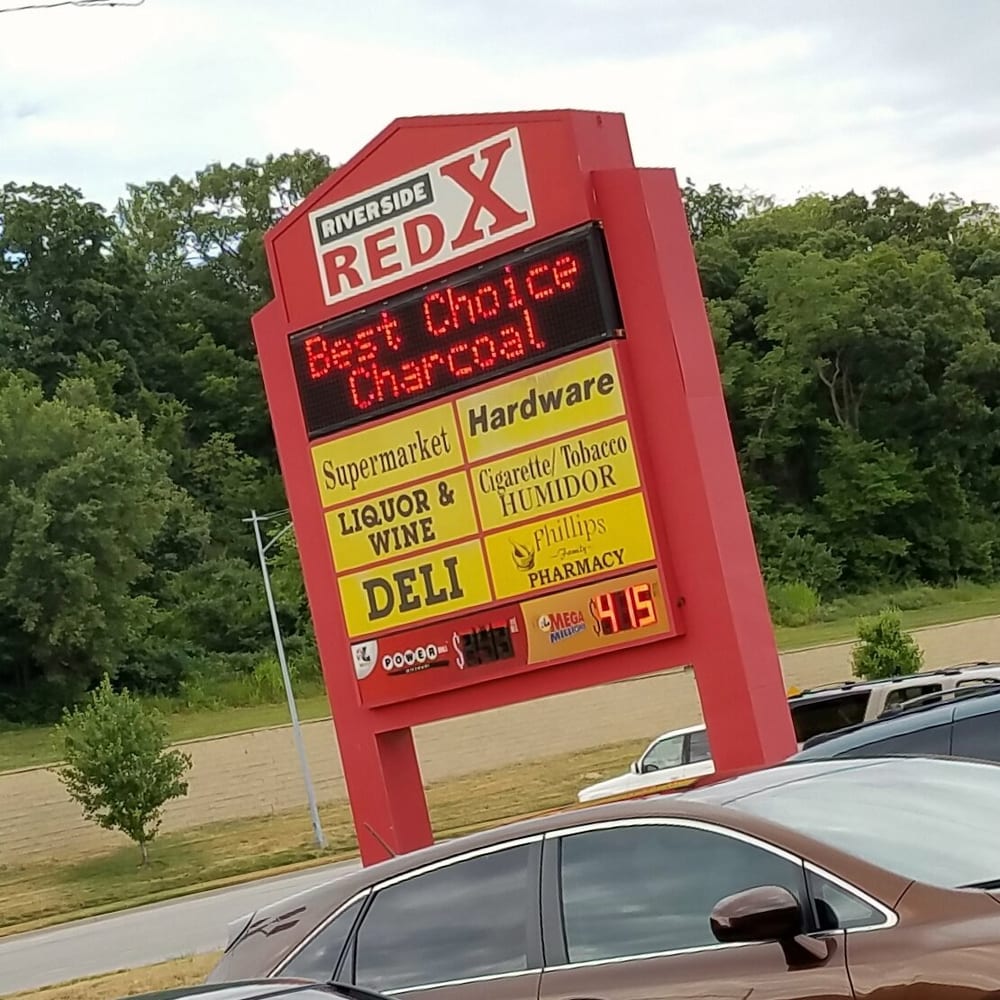 RIVERSIDE
RED X
Best Choice
Charcoal
Supermarket
Hardware
LIQUOR &
WINE
Cigarette/Tobacco
HUMIDOR
DELI
Phillips
Family
PHARMACY
POWERBALL
$
MEGA
MILLIONS
$415